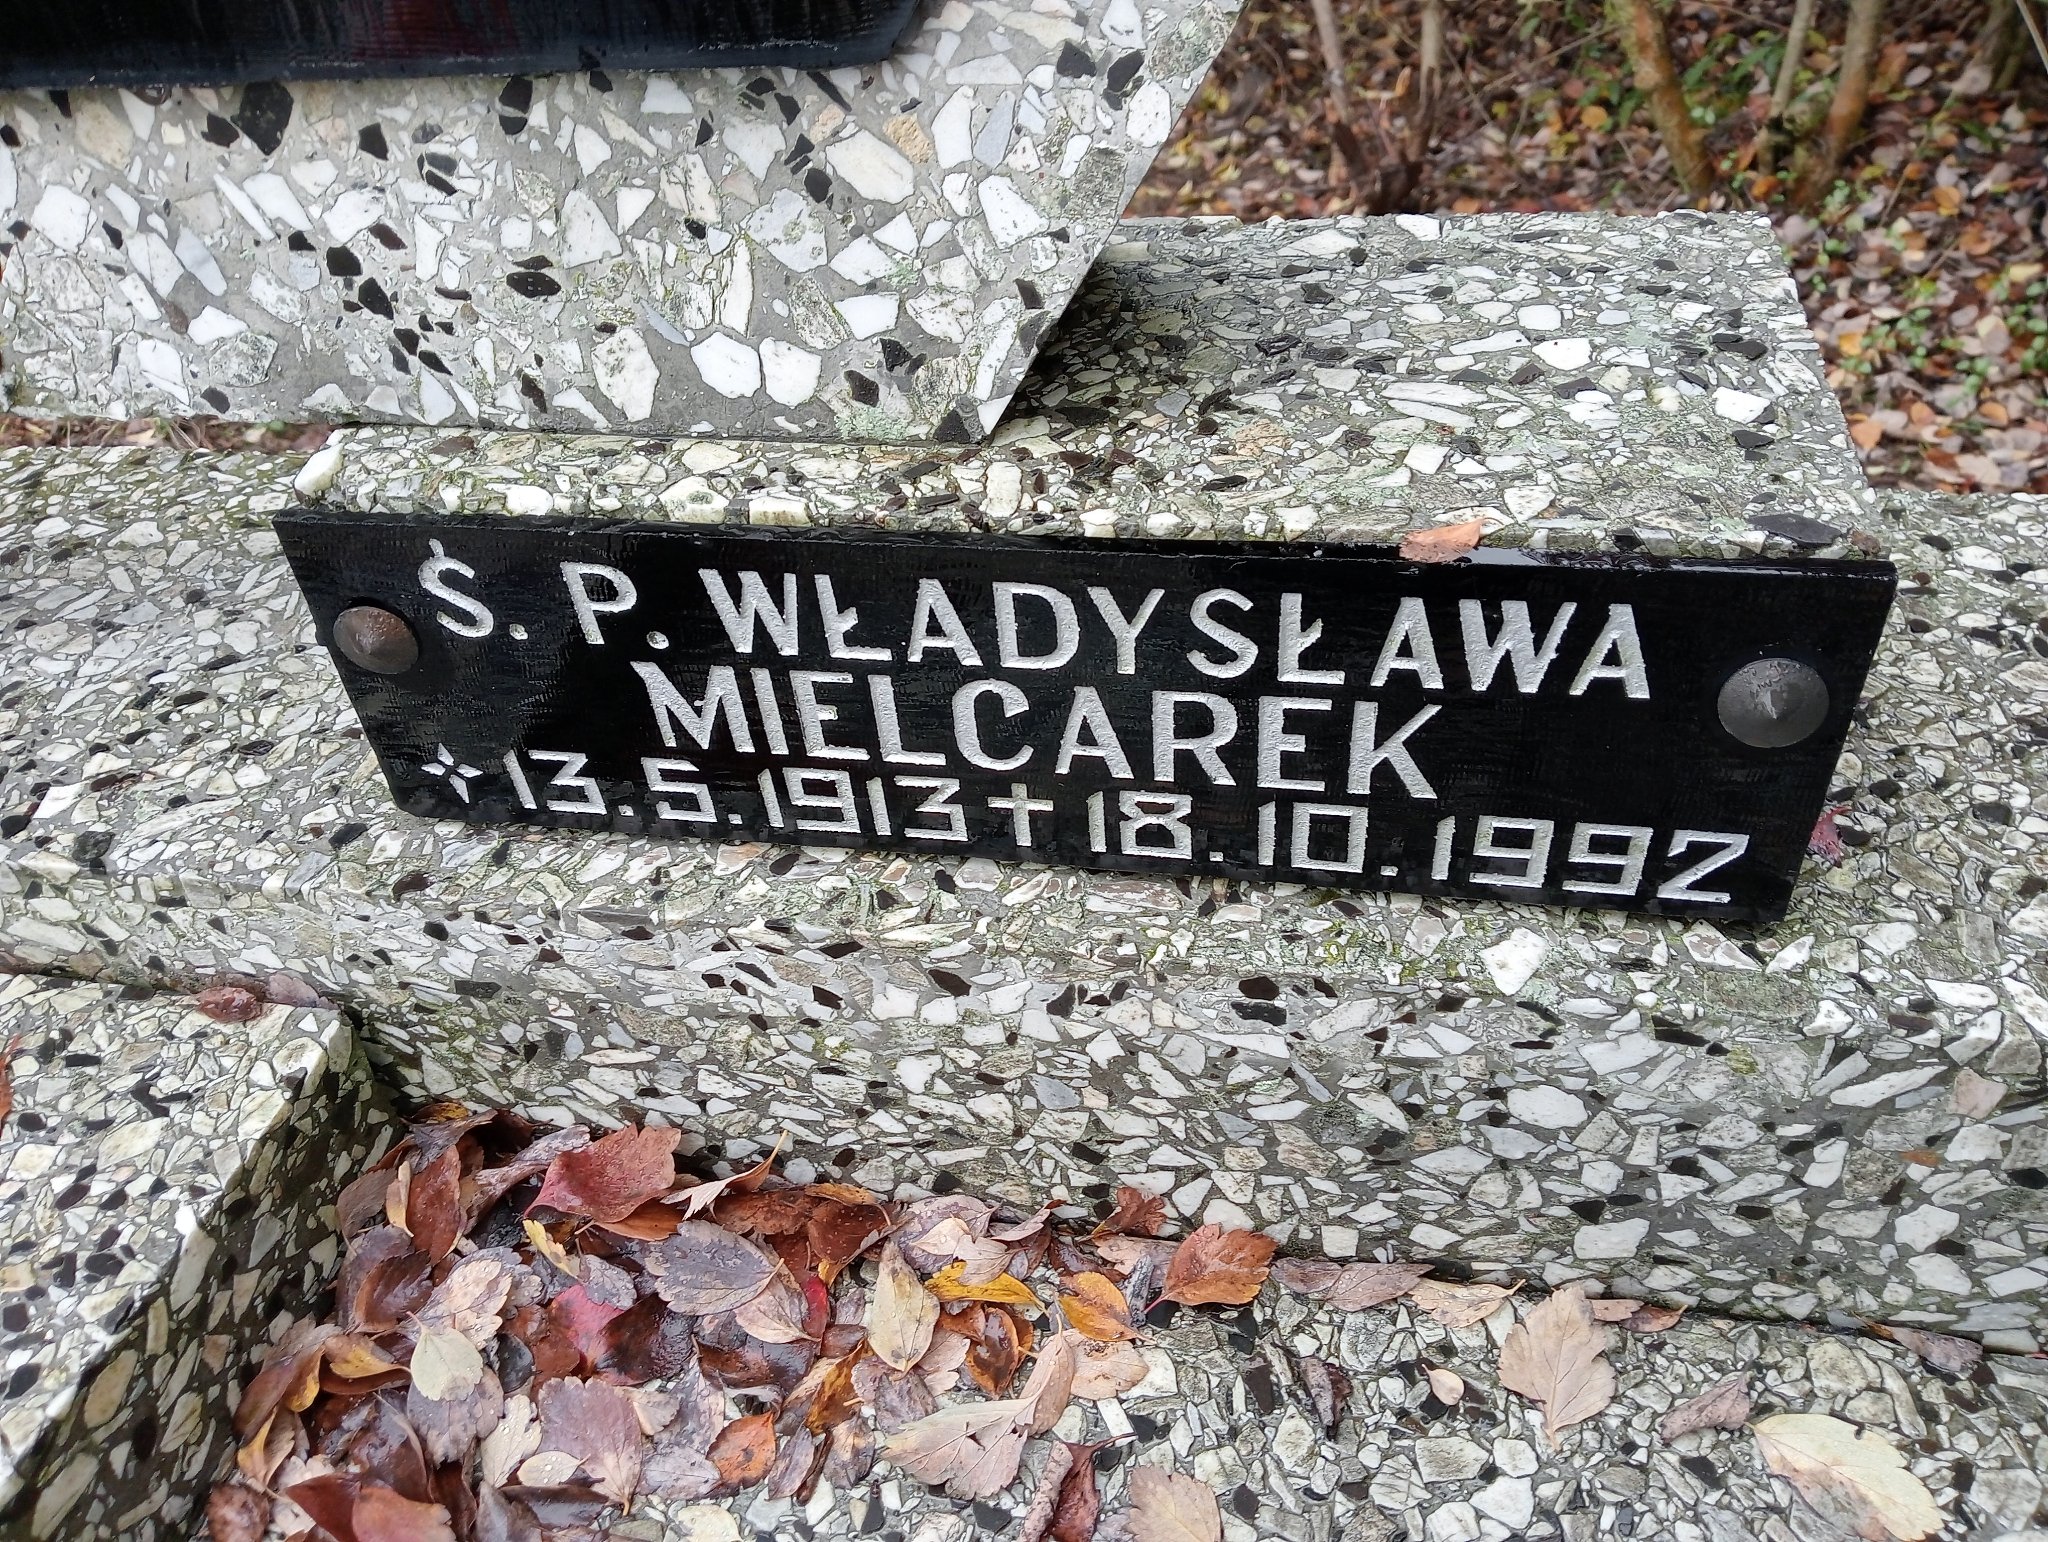 Ś. P. WŁADYSŁAWA
MIELCAREK
13.5.1913 † 18.10.1992